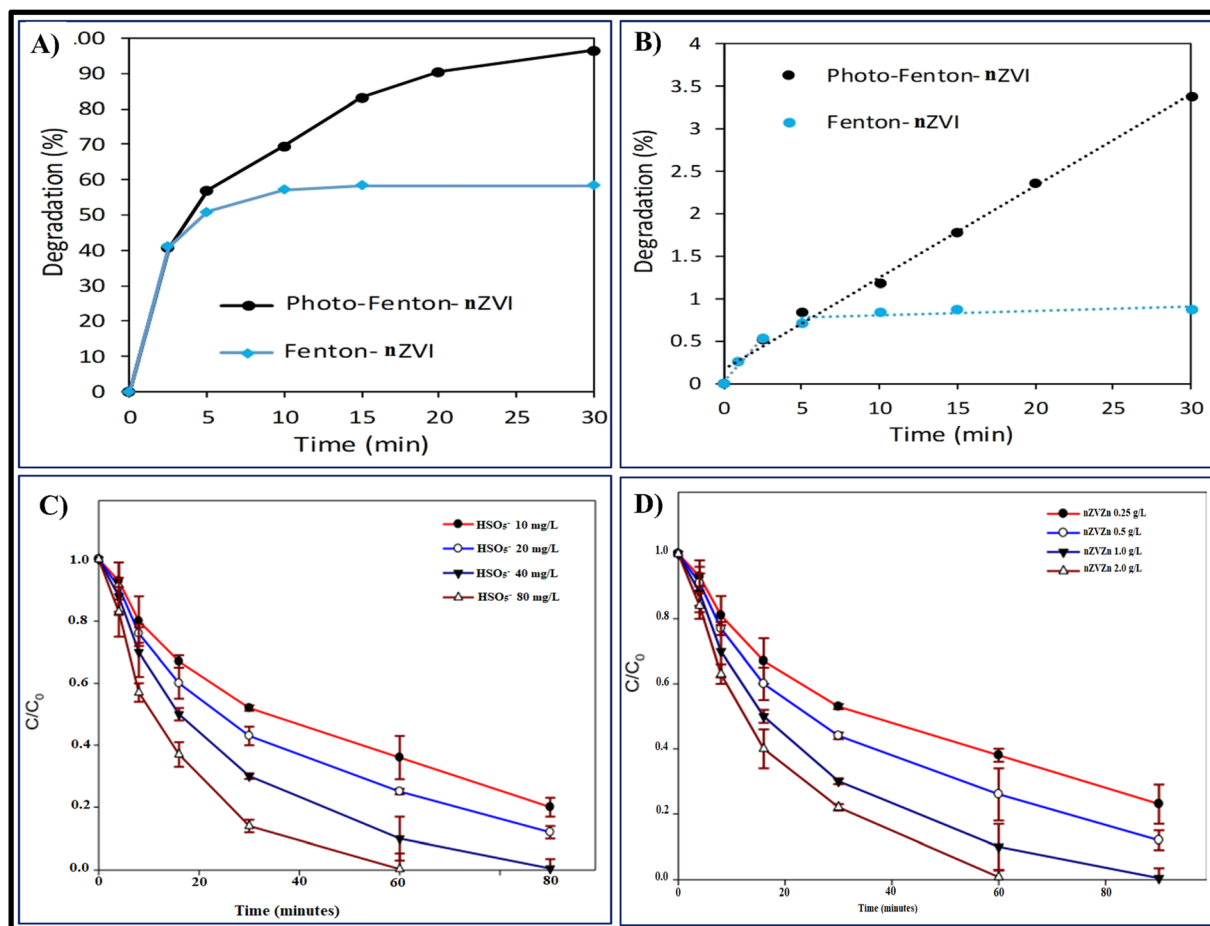 A)
.00
90
80
70
60
50
40
30
20
10
0
Degradation (%)
Photo-Fenton-nZVI
Fenton- nZVI
0 5 10 15 20 25 30
Time (min)
B)
4
3.5
3
2.5
2
1.5
1
0.5
0
Degradation (%)
Photo-Fenton-nZVI
Fenton-nZVI
0 5 10 15 20 25 30
Time (min)
C)
HSO₅⁻ 10 mg/L
HSO₅⁻ 20 mg/L
HSO₅⁻ 40 mg/L
HSO₅⁻ 80 mg/L
1.0
0.8
0.6
0.4
0.2
0.0
C/C₀
0 20 40 60 80
Time (minutes)
D)
nZVZn 0.25 g/L
nZVZn 0.5 g/L
nZVZn 1.0 g/L
nZVZn 2.0 g/L
1.0
0.8
0.6
0.4
0.2
0.0
C/C₀
0 20 40 60 80
Time (minutes)